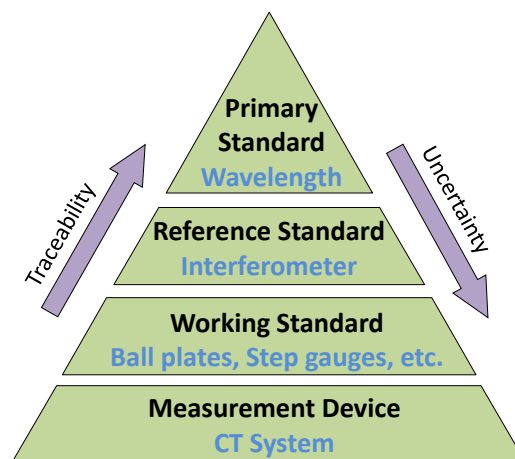 Primary
Standard
Wavelength
Traceability
Uncertainty
Reference Standard
Interferometer
Working Standard
Ball plates, Step gauges, etc.
Measurement Device
CT System